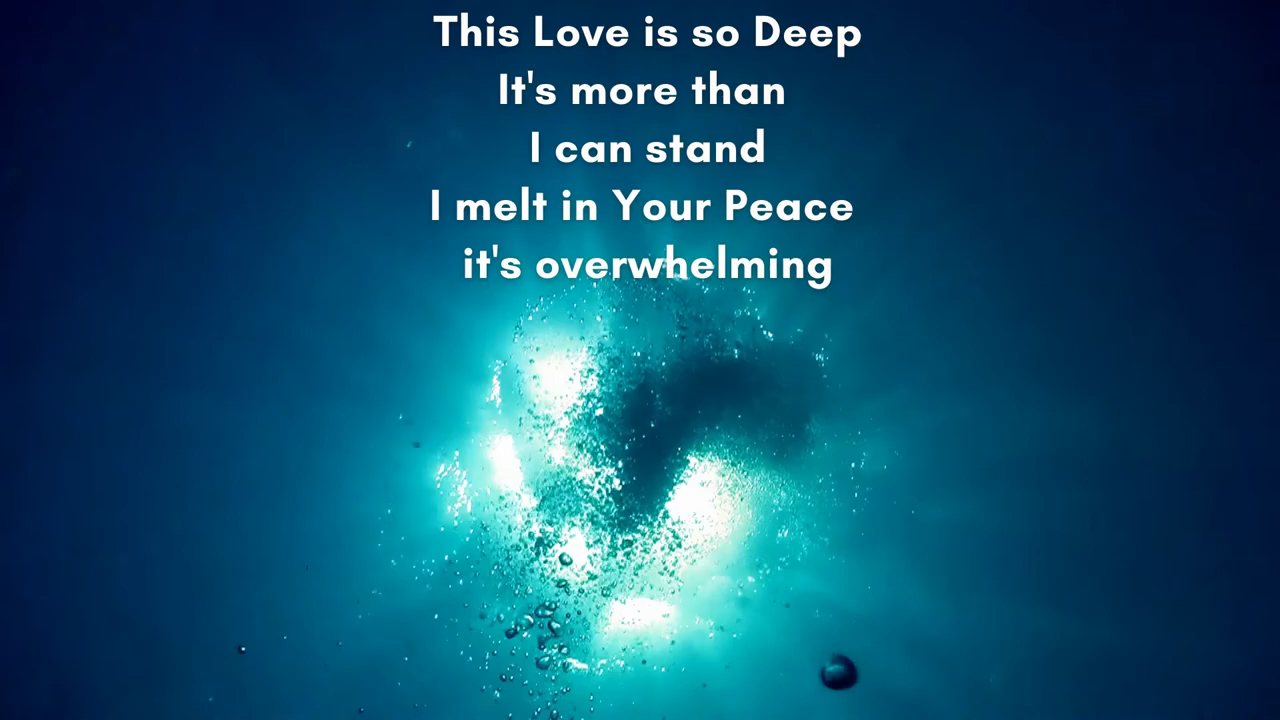 This Love is so Deep
It's more than
I can stand
I melt in Your Peace
it's overwhelming